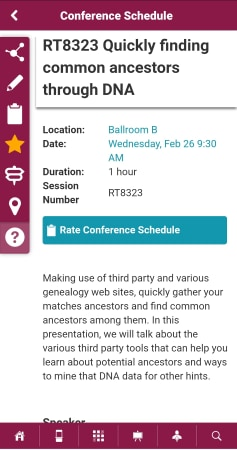 Conference Schedule
RT8323 Quickly finding
common ancestors
through DNA
Location: Ballroom B
Date: Wednesday, Feb 26 9:30
AM
Duration: 1 hour
Session
Number RT8323
Rate Conference Schedule
Making use of third party and various
genealogy web sites, quickly gather your
matches ancestors and find common
ancestors among them. In this
presentation, we will talk about the
various third party tools that can help you
learn about potential ancestors and ways
to mine that DNA data for other hints.
Speaker